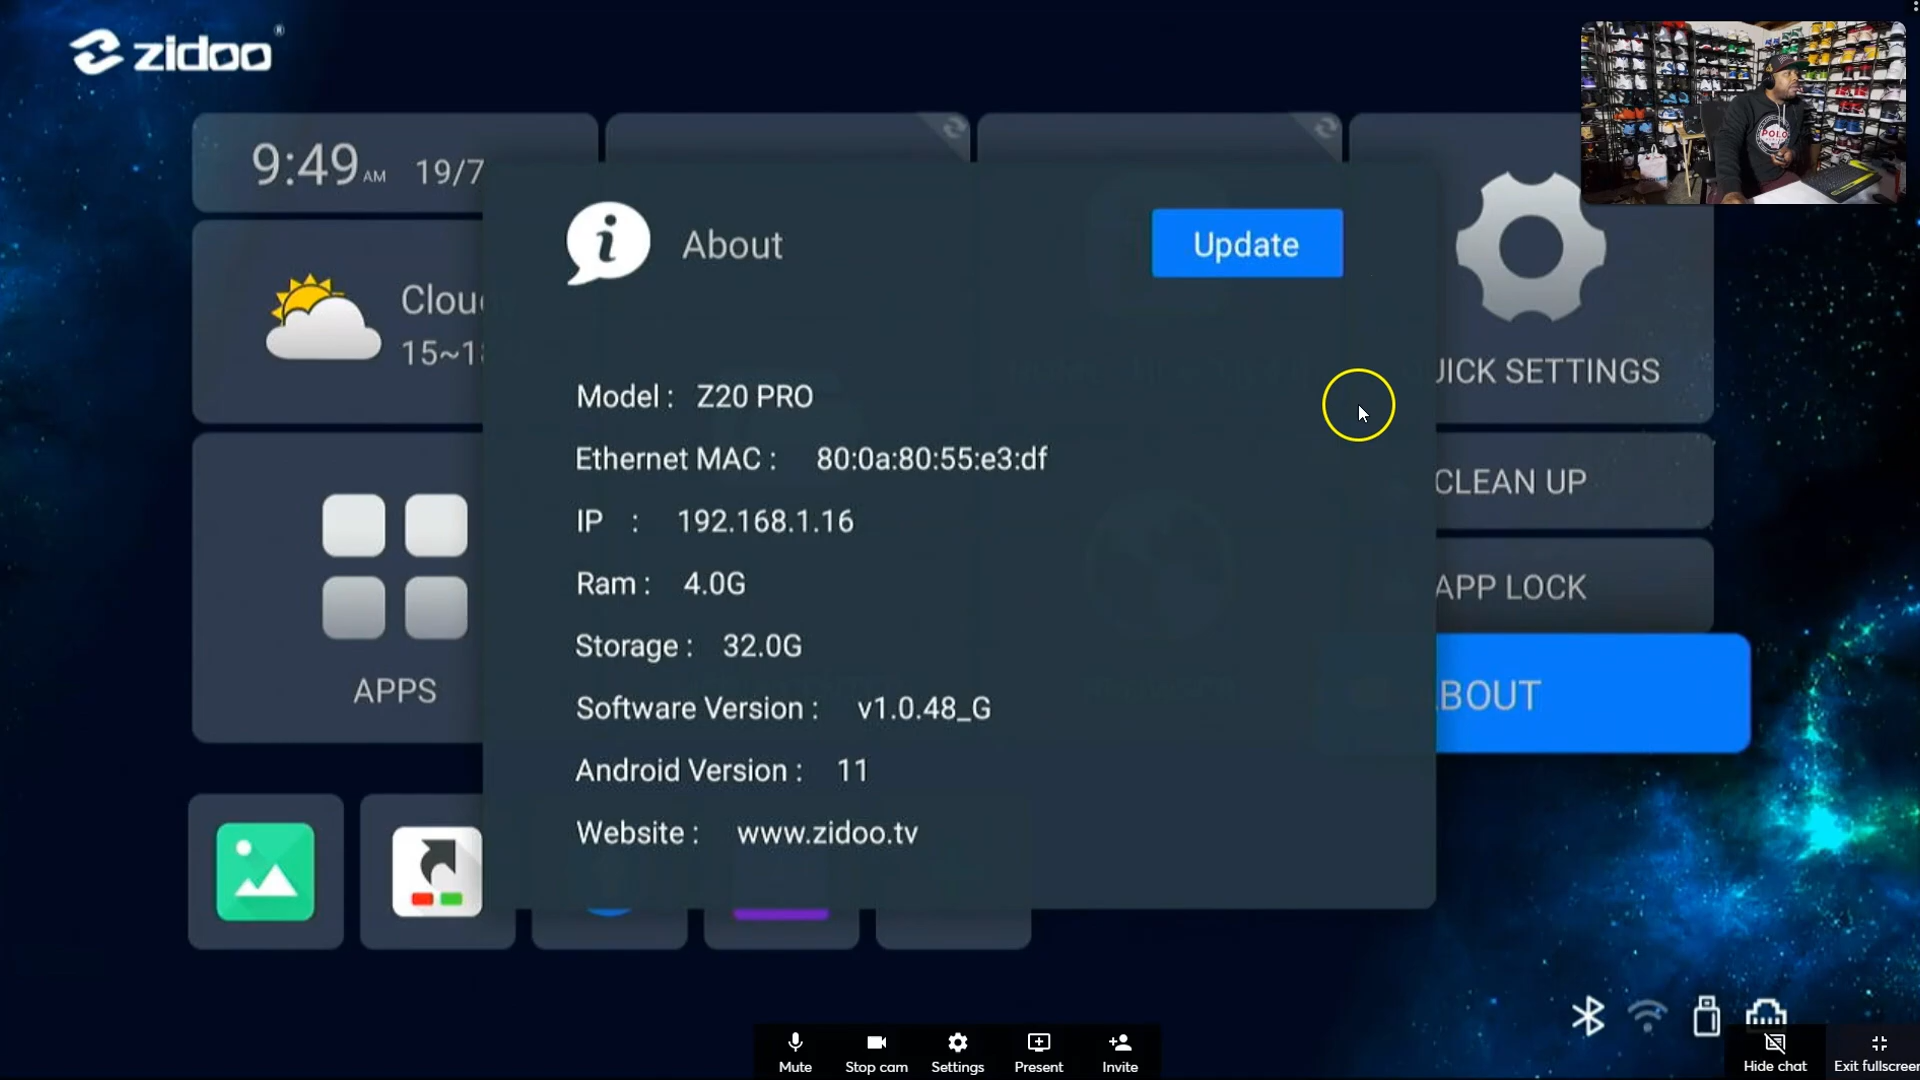 zidoo®
9:49 AM 19/7
Clou
15~1
APPS
About
Update
Model : Z20 PRO
Ethernet MAC : 80:0a:80:55:e3:df
IP : 192.168.1.16
Ram : 4.0G
Storage : 32.0G
Software Version : v1.0.48_G
Android Version : 11
Website : www.zidoo.tv
UICK SETTINGS
CLEAN UP
APP LOCK
BOUT
POLO
Mute
Stop cam
Settings
Present
Invite
Hide chat
Exit fullscreen